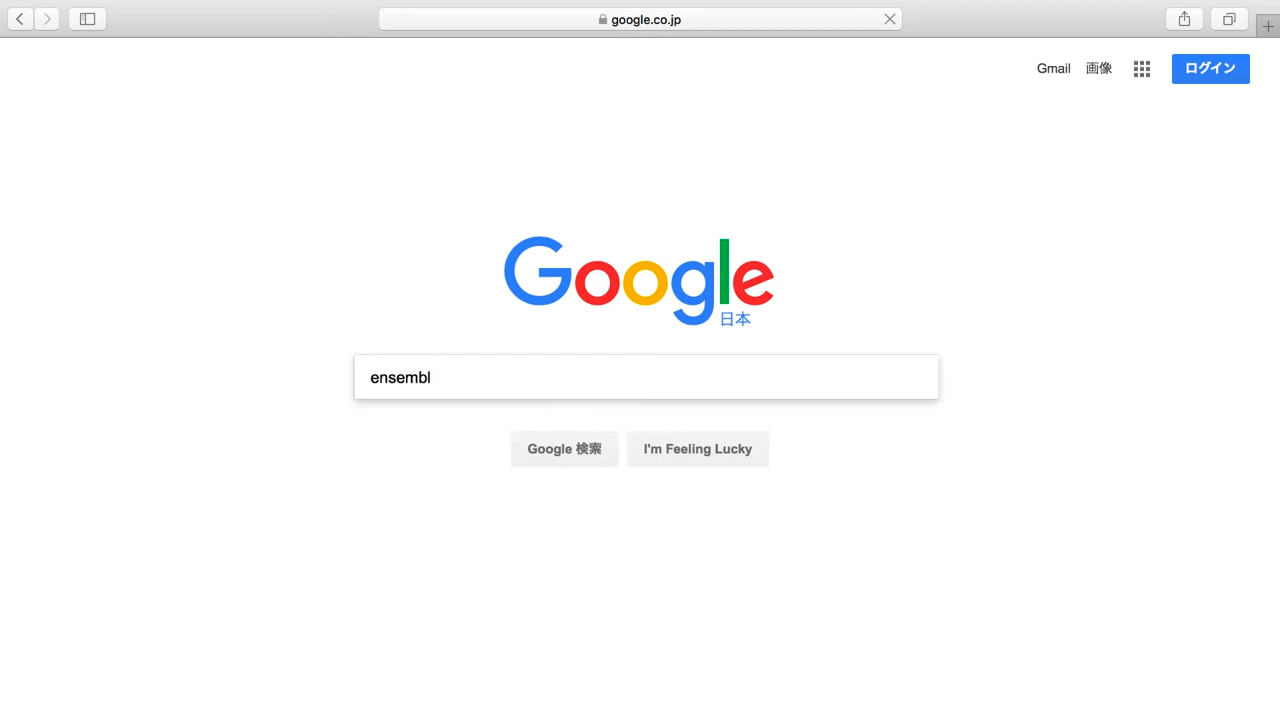 google.co.jp
Gmail 画像 ログイン
Google
日本
ensembl
Google 検索 I'm Feeling Lucky